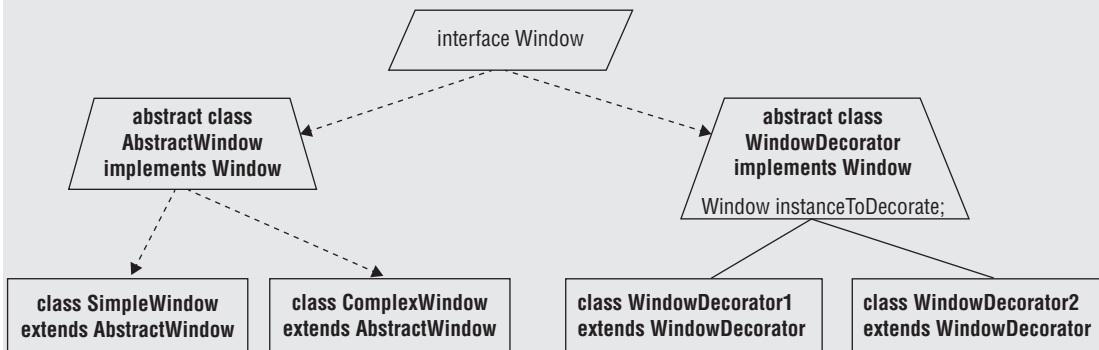 interface Window
abstract class
AbstractWindow
implements Window
abstract class
WindowDecorator
implements Window
Window instanceToDecorate;
class SimpleWindow
extends AbstractWindow
class ComplexWindow
extends AbstractWindow
class WindowDecorator1
extends WindowDecorator
class WindowDecorator2
extends WindowDecorator